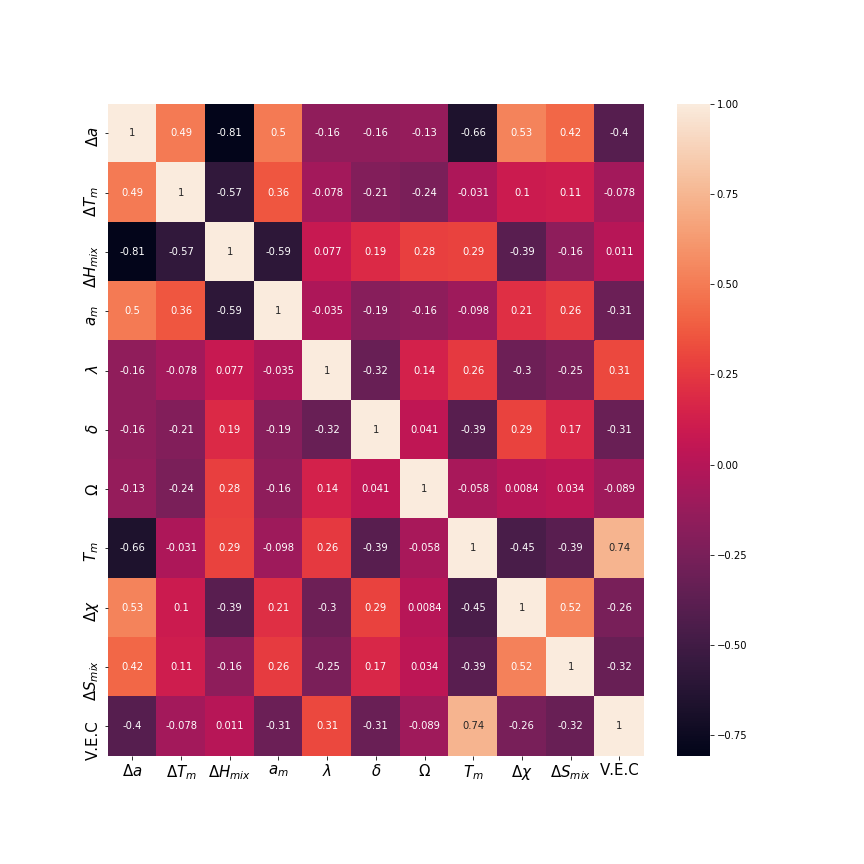 Δa 1 0.49 -0.81 0.5 -0.16 -0.16 -0.13 -0.66 0.53 0.42 -0.4
ΔT_m 0.49 1 -0.57 0.36 -0.078 -0.21 -0.24 -0.031 0.1 0.11 -0.078
ΔH_mix -0.81 -0.57 1 -0.59 0.077 0.19 0.28 0.29 -0.39 -0.16 0.011
a_m 0.5 0.36 -0.59 1 -0.035 -0.19 -0.16 -0.098 0.21 0.26 -0.31
λ -0.16 -0.078 0.077 -0.035 1 -0.32 0.14 0.26 -0.3 -0.25 0.31
δ -0.16 -0.21 0.19 -0.19 -0.32 1 0.041 -0.39 0.29 0.17 -0.31
Ω -0.13 -0.24 0.28 -0.16 0.14 0.041 1 -0.058 0.0084 0.034 -0.089
T_m -0.66 -0.031 0.29 -0.098 0.26 -0.39 -0.058 1 -0.45 -0.39 0.74
Δχ 0.53 0.1 -0.39 0.21 -0.3 0.29 0.0084 -0.45 1 0.52 -0.26
ΔS_mix 0.42 0.11 -0.16 0.26 -0.25 0.17 0.034 -0.39 0.52 1 -0.32
V.E.C -0.4 -0.078 0.011 -0.31 0.31 -0.31 -0.089 0.74 -0.26 -0.32 1
Δa ΔT_m ΔH_mix a_m λ δ Ω T_m Δχ ΔS_mix V.E.C
1.00
0.75
0.50
0.25
0.00
−0.25
−0.50
−0.75